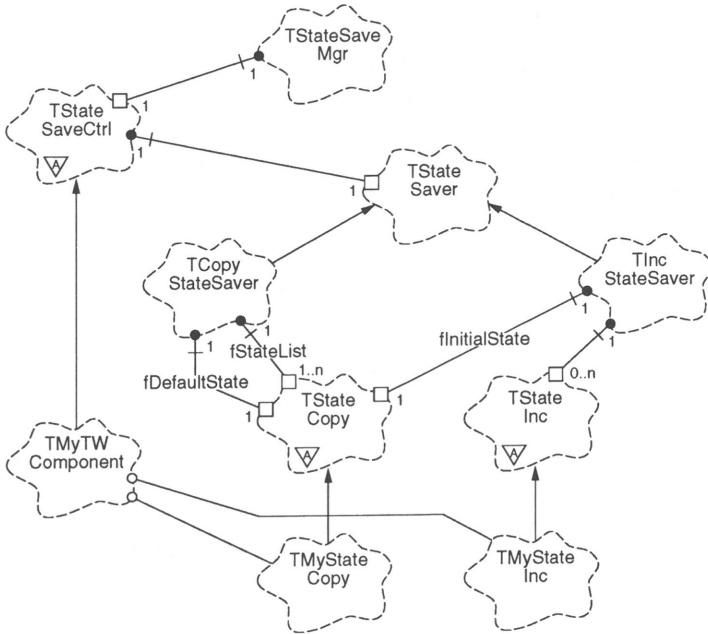 TStateSave
Mgr
1
1
TState
SaveCtrl
A
1
1
TState
Saver
TCopy
StateSaver
TInc
StateSaver
1
1
1
1
fStateList
fInitialState
1..n
0..n
fDefaultState
1
1
TState
Copy
A
TState
Inc
A
TMyTW
Component
TMyState
Copy
TMyState
Inc